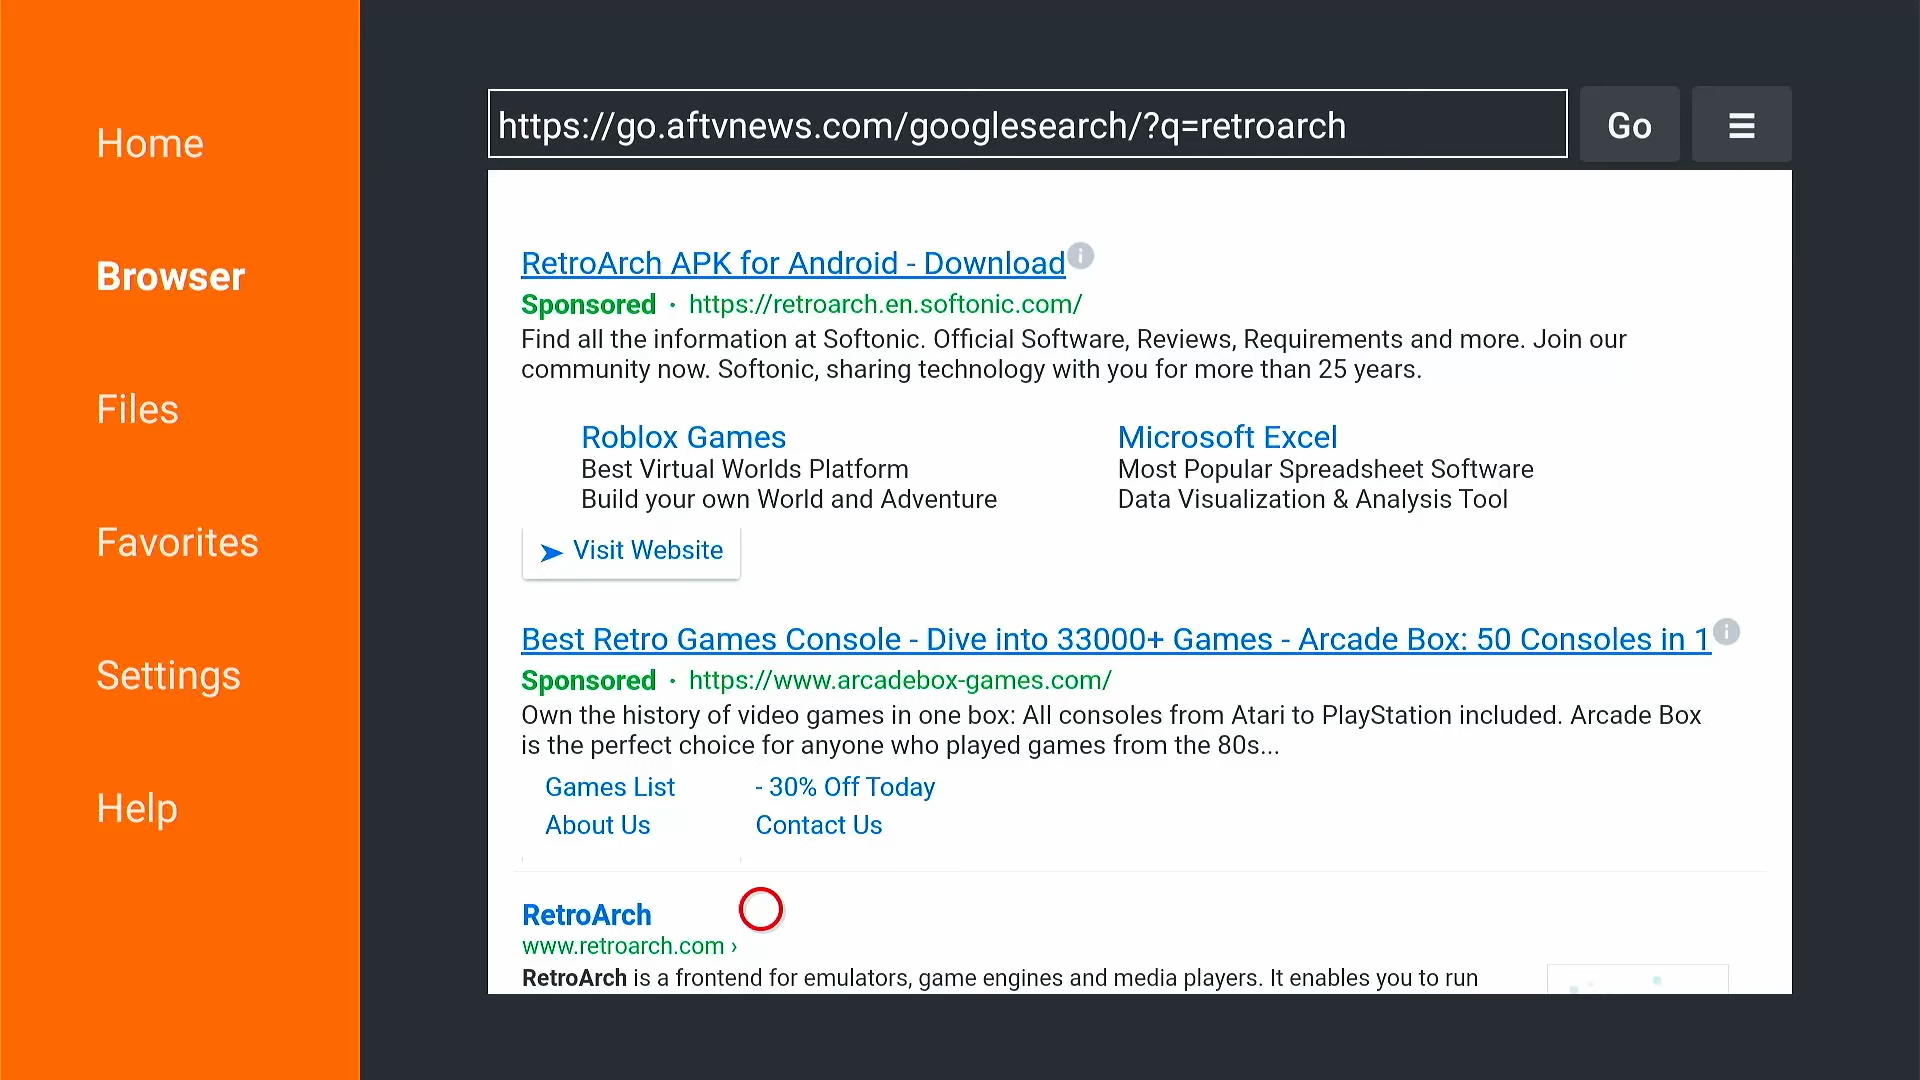 Home
Browser
Files
Favorites
Settings
Help
https://go.aftvnews.com/googlesearch/?q=retroarch
Go
RetroArch APK for Android - Download
Sponsored · https://retroarch.en.softonic.com/
Find all the information at Softonic. Official Software, Reviews, Requirements and more. Join our
community now. Softonic, sharing technology with you for more than 25 years.
Roblox Games
Best Virtual Worlds Platform
Build your own World and Adventure
Microsoft Excel
Most Popular Spreadsheet Software
Data Visualization & Analysis Tool
Visit Website
Best Retro Games Console - Dive into 33000+ Games - Arcade Box: 50 Consoles in 1
Sponsored · https://www.arcadebox-games.com/
Own the history of video games in one box: All consoles from Atari to PlayStation included. Arcade Box
is the perfect choice for anyone who played games from the 80s...
Games List - 30% Off Today
About Us Contact Us
RetroArch
www.retroarch.com ›
RetroArch is a frontend for emulators, game engines and media players. It enables you to run